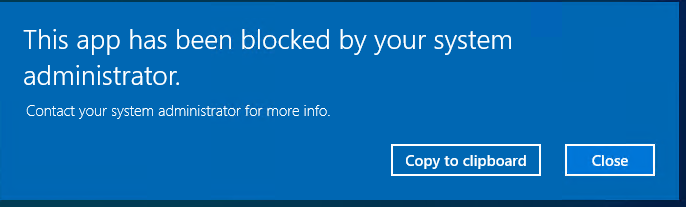 This app has been blocked by your system
administrator.
Contact your system administrator for more info.
Copy to clipboard
Close